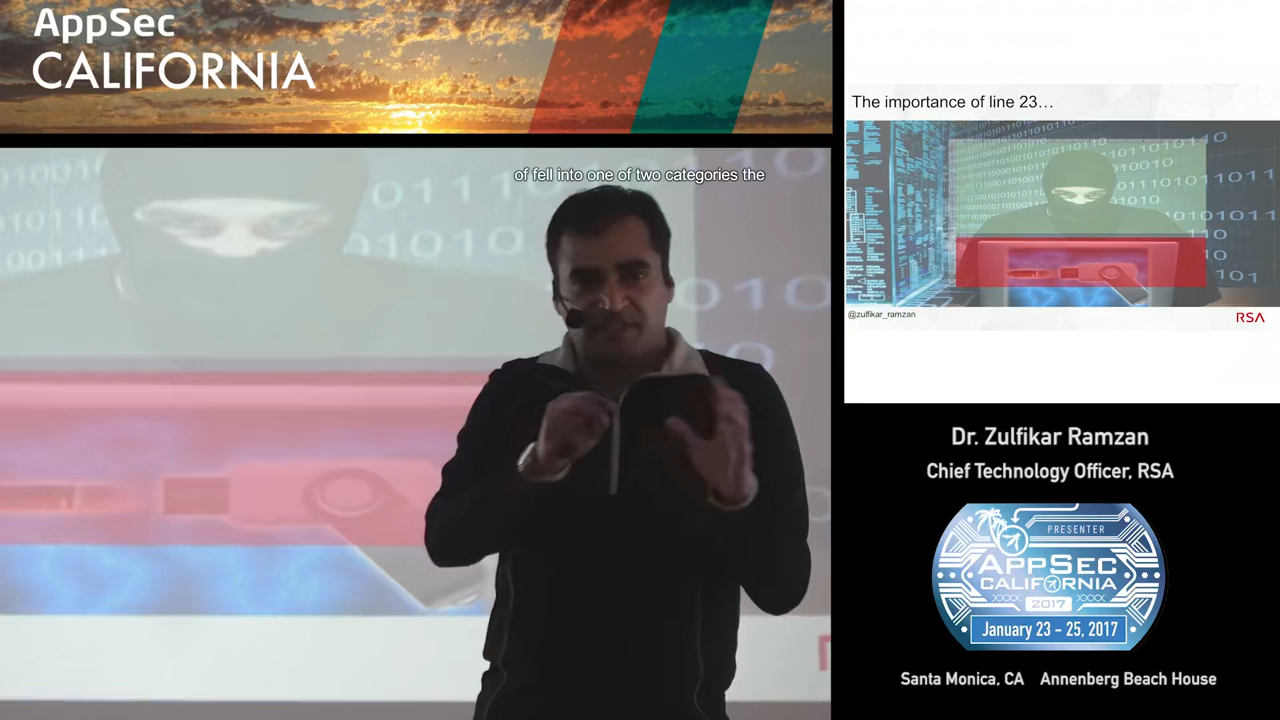 AppSec
CALIFORNIA
of fell into one of two categories the
The importance of line 23…
@zulfikar_ramzan
RSA
Dr. Zulfikar Ramzan
Chief Technology Officer, RSA
PRESENTER
APPSEC
CALIFORNIA
2017
January 23 - 25, 2017
Santa Monica, CA Annenberg Beach House